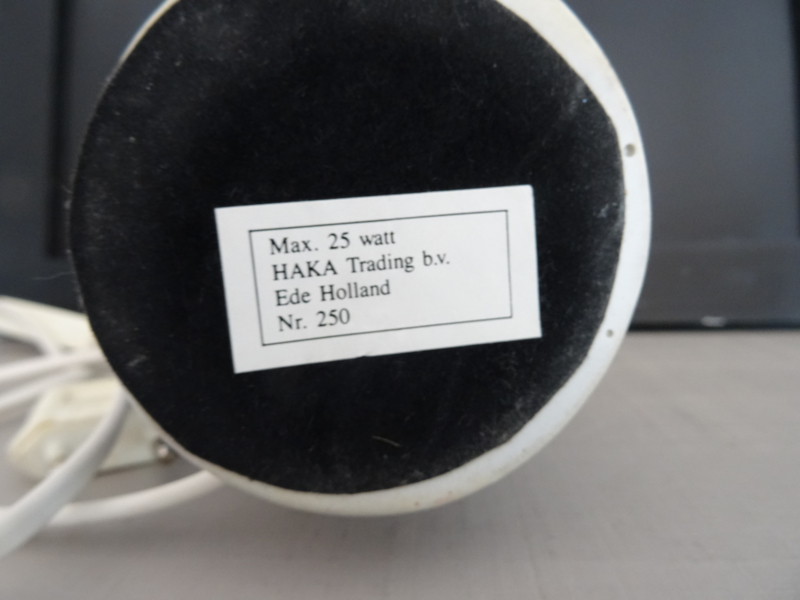 Max. 25 watt
HAKA Trading b.v.
Ede Holland
Nr. 250